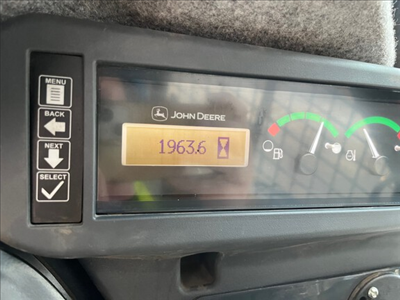 MENU
BACK
NEXT
SELECT
JOHN DEERE
1963.6